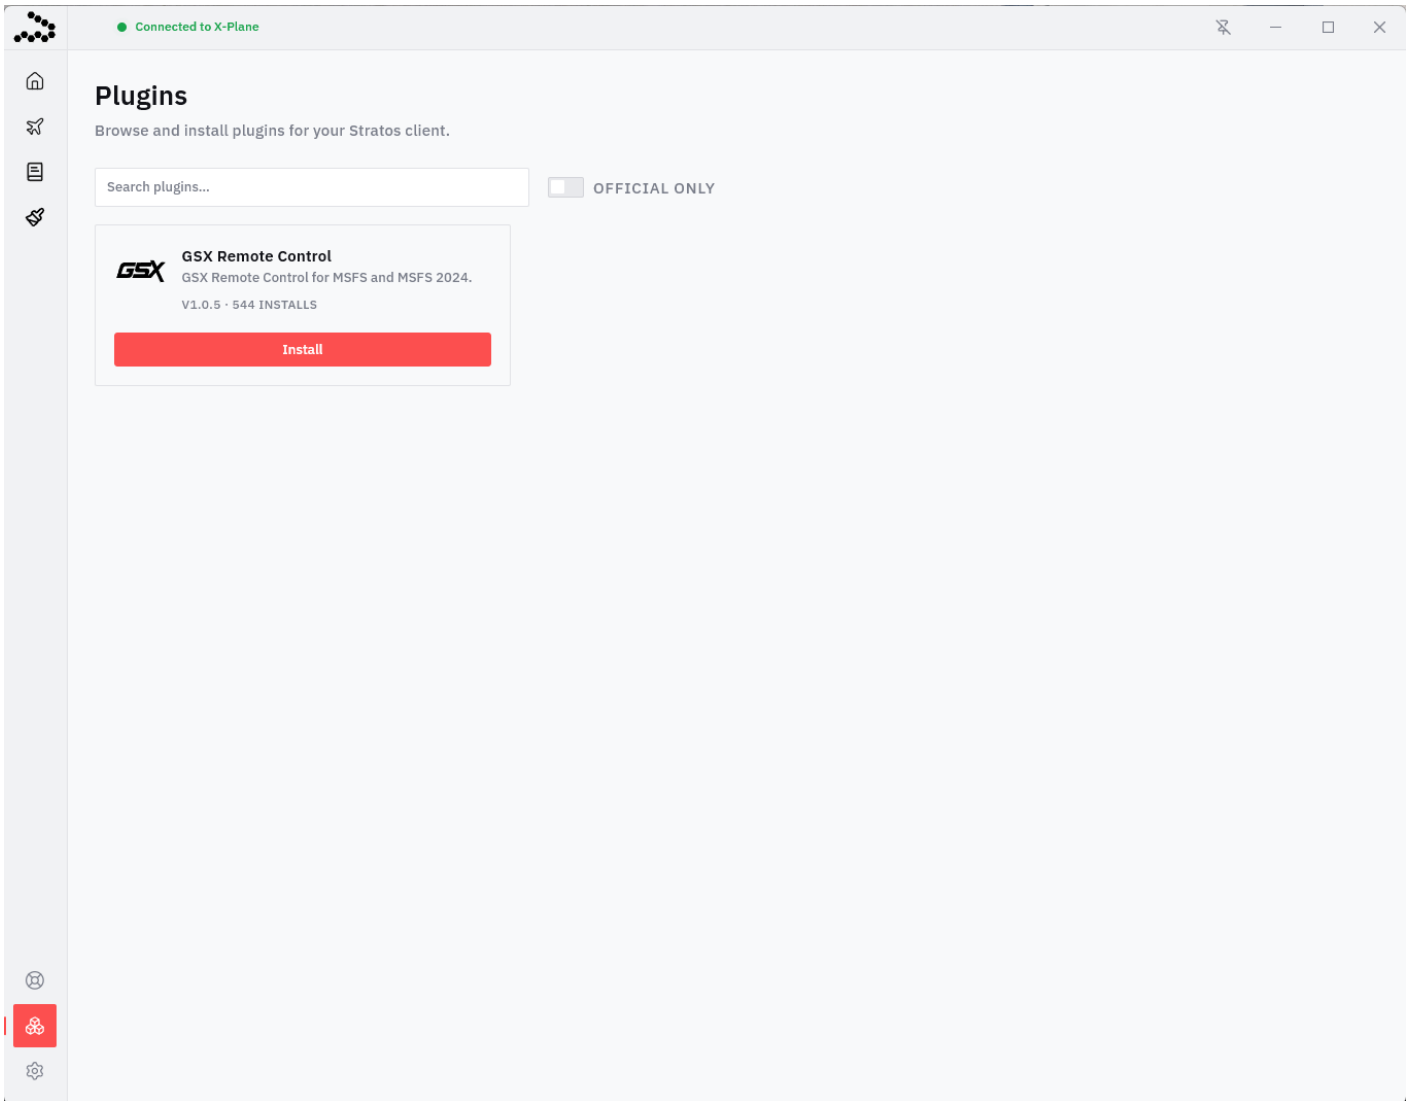 Connected to X-Plane
Plugins
Browse and install plugins for your Stratos client.
Search plugins...
OFFICIAL ONLY
GSX
GSX Remote Control
GSX Remote Control for MSFS and MSFS 2024.
V1.0.5 · 544 INSTALLS
Install